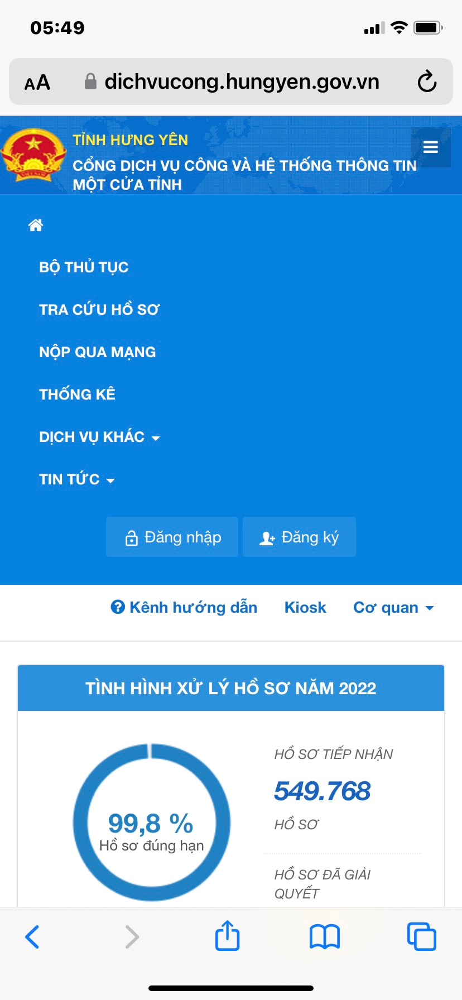 05:49
AA dichvucong.hungyen.gov.vn
TỈNH HƯNG YÊN
CỔNG DỊCH VỤ CÔNG VÀ HỆ THỐNG THÔNG TIN
MỘT CỬA TỈNH
BỘ THỦ TỤC
TRA CỨU HỒ SƠ
NỘP QUA MẠNG
THỐNG KÊ
DỊCH VỤ KHÁC
TIN TỨC
Đăng nhập Đăng ký
Kênh hướng dẫn Kiosk Cơ quan
TÌNH HÌNH XỬ LÝ HỒ SƠ NĂM 2022
HỒ SƠ TIẾP NHẬN
549.768
HỒ SƠ
99,8 %
Hồ sơ đúng hạn
HỒ SƠ ĐÃ GIẢI
QUYẾT